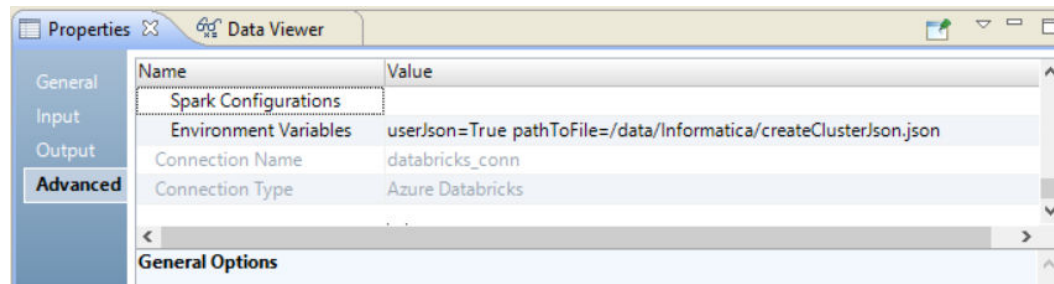 Properties Data Viewer
General
Input
Output
Advanced
Name Value
Spark Configurations
Environment Variables userJson=True pathToFile=/data/Informatica/createClusterJson.json
Connection Name databricks_conn
Connection Type Azure Databricks
General Options